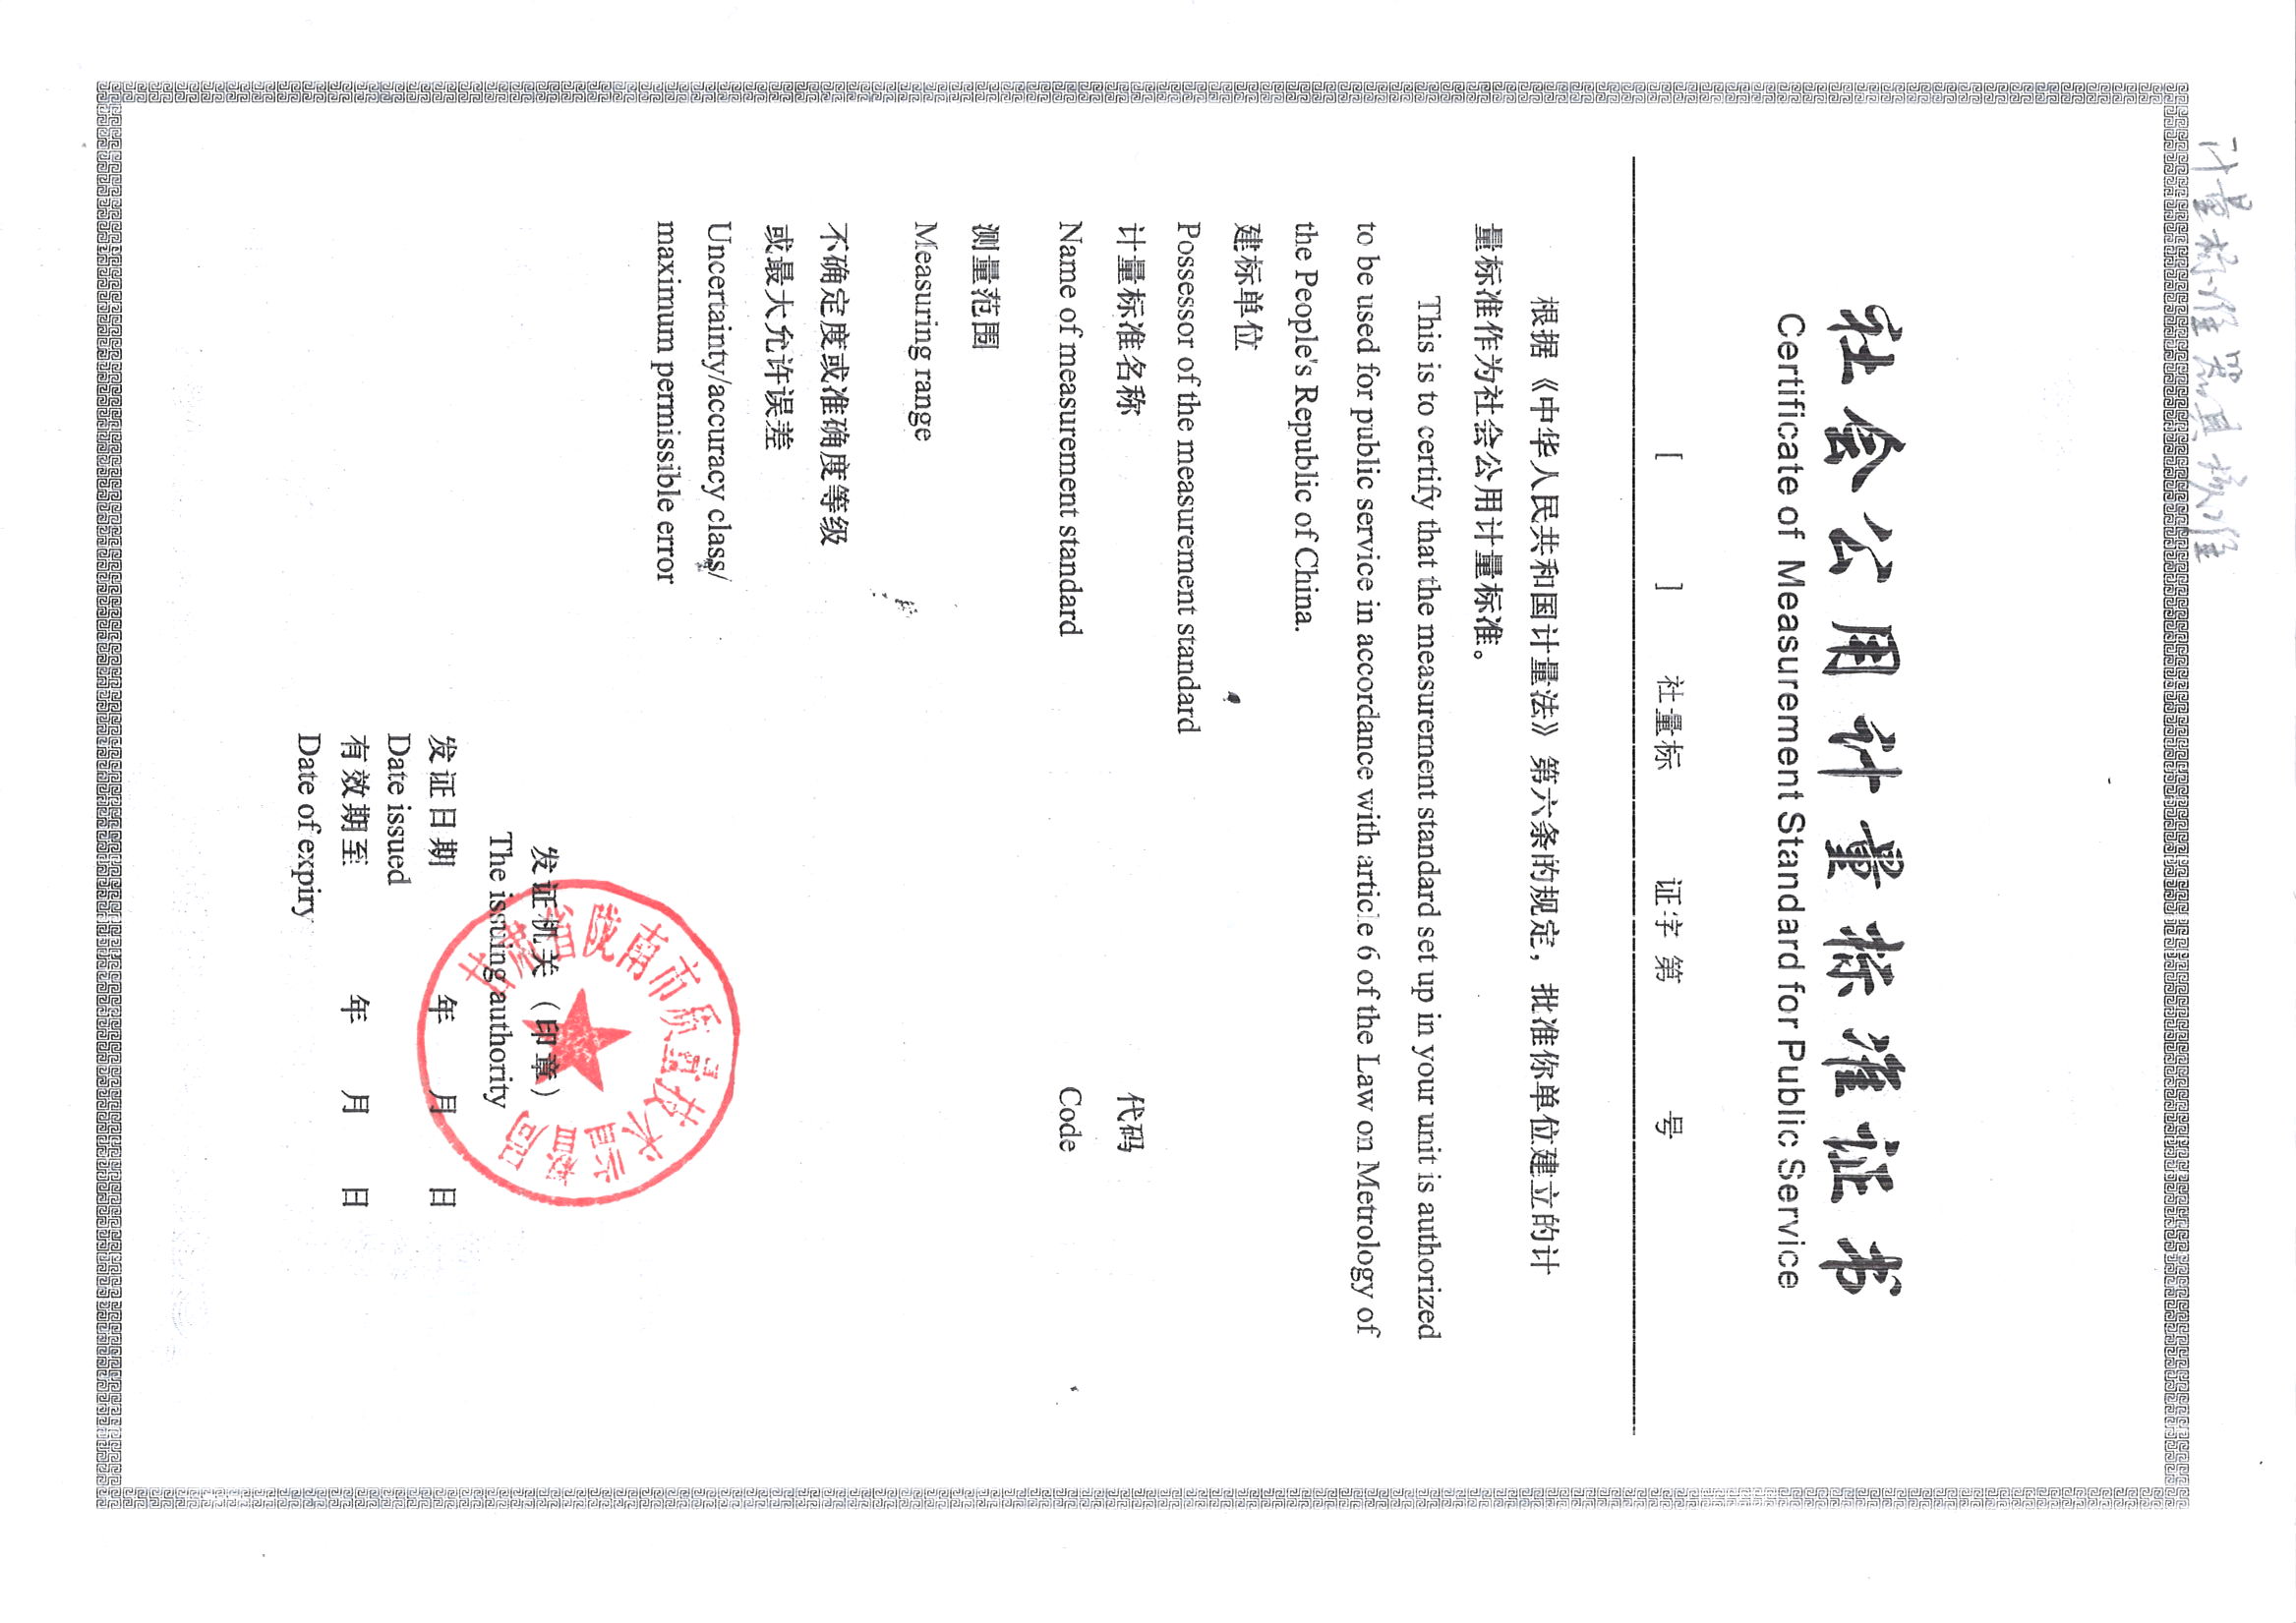 计量标准器具核准
社会公用计量标准证书
Certificate of Measurement Standard for Public Service
[ ] 社量标 证字第 号
根据《中华人民共和国计量法》第六条的规定，批准你单位建立的计
量标准作为社会公用计量标准。
This is to certify that the measurement standard set up in your unit is authorized
to be used for public service in accordance with article 6 of the Law on Metrology of
the People's Republic of China.
建标单位
Possessor of the measurement standard
计量标准名称 代码
Name of measurement standard Code
测量范围
Measuring range
不确定度或准确度等级
或最大允许误差
Uncertainty/accuracy class/
maximum permissible error
甘肃省陇南市质量技术监督局
发证机关（印章）
The issuing authority
发证日期 年 月 日
Date issued
有效期至 年 月 日
Date of expiry